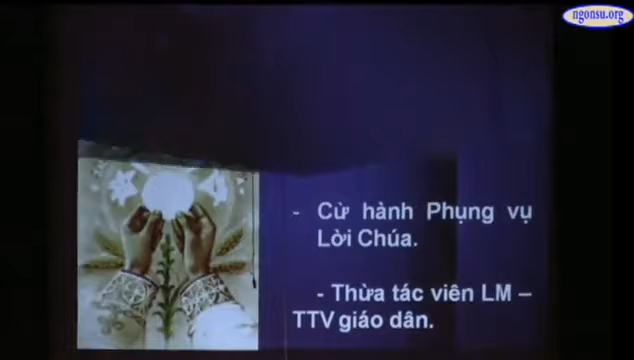 ngonsu.org
- Cử hành Phụng vụ
Lời Chúa.
- Thừa tác viên LM –
TTV giáo dân.